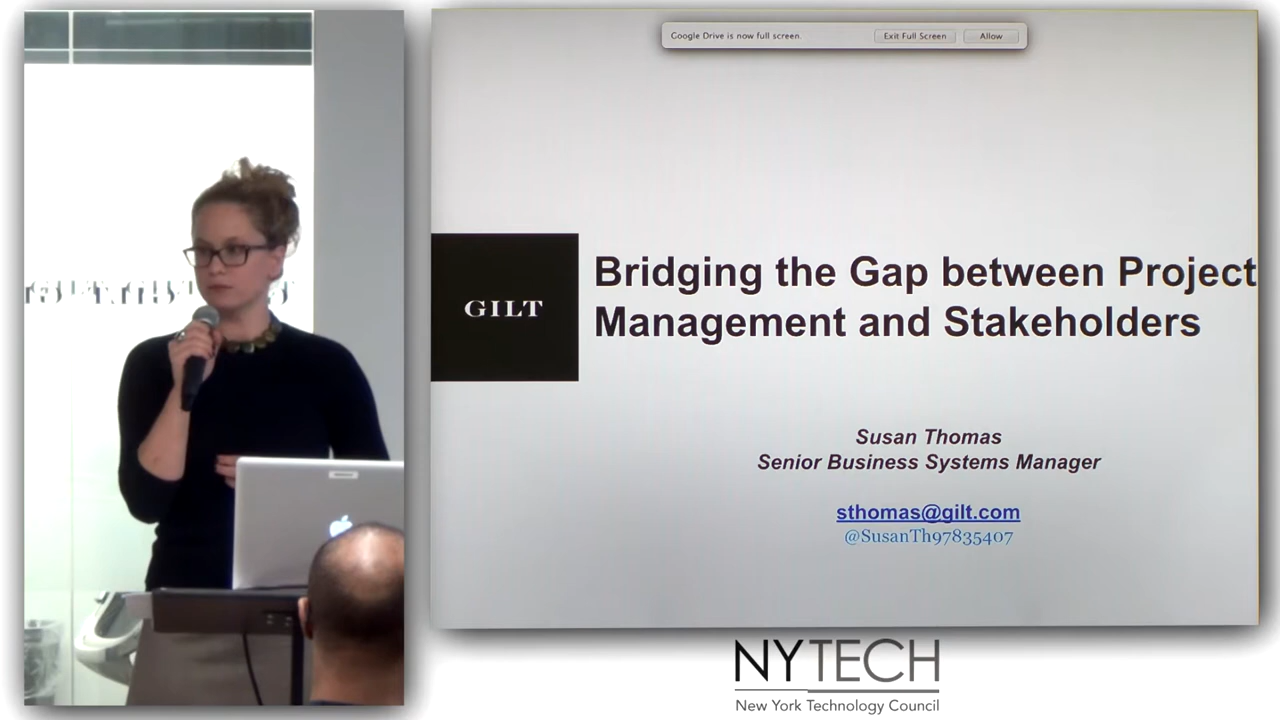 Google Drive is now full screen.
Exit Full Screen
Allow
GILT
Bridging the Gap between Project
Management and Stakeholders
Susan Thomas
Senior Business Systems Manager
sthomas@gilt.com
@SusanTh97835407
NYTECH
New York Technology Council